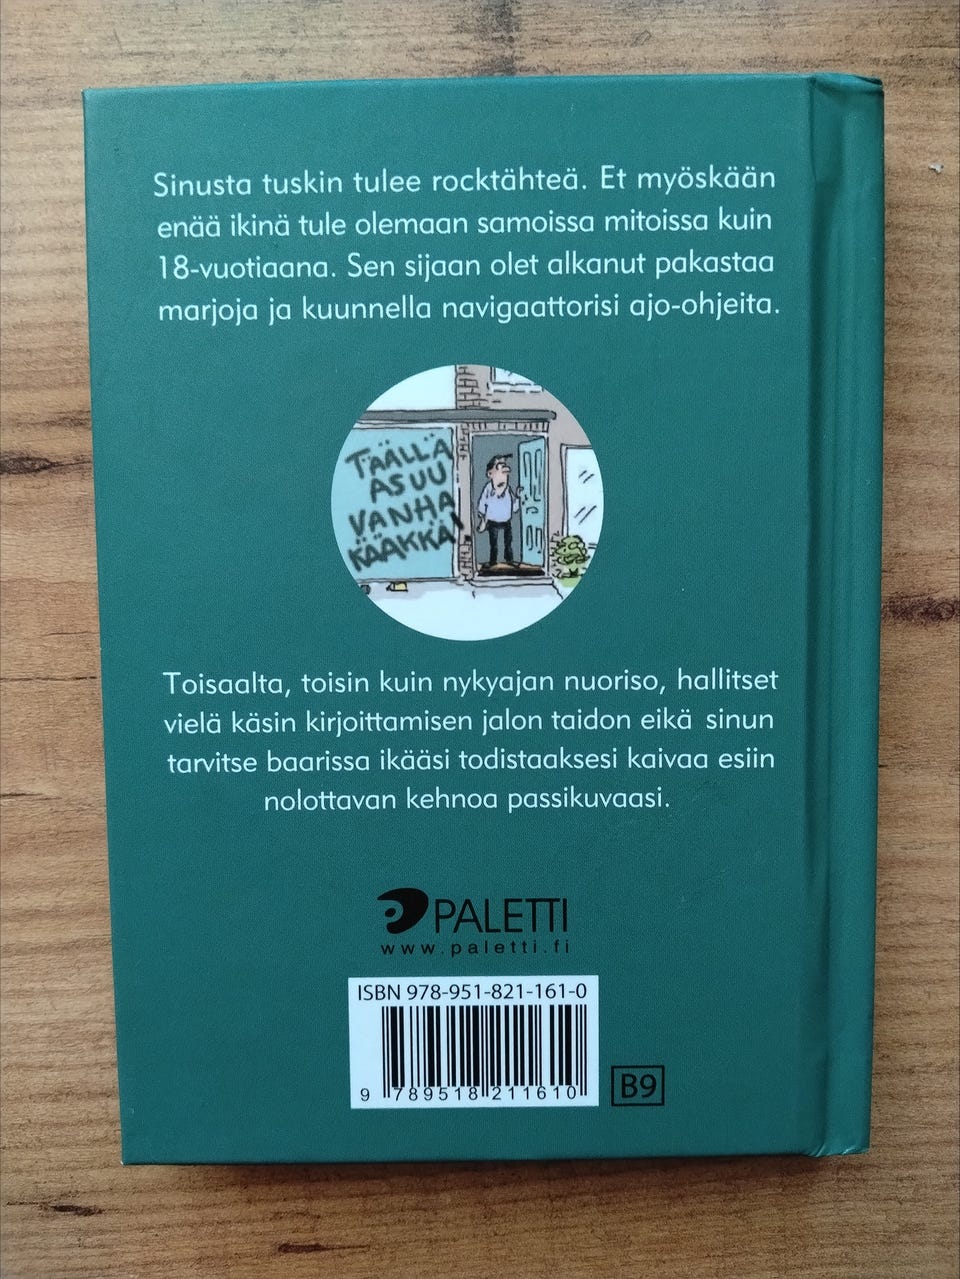 Sinusta tuskin tulee rocktähteä. Et myöskään
enää ikinä tule olemaan samoissa mitoissa kuin
18-vuotiaana. Sen sijaan olet alkanut pakastaa
marjoja ja kuunnella navigaattorisi ajo-ohjeita.
TÄÄLLÄ
ASUU
VANHA
KÄÄKKÄ!
Toisaalta, toisin kuin nykyajan nuoriso, hallitset
vielä käsin kirjoittamisen jalon taidon eikä sinun
tarvitse baarissa ikääsi todistaaksesi kaivaa esiin
nolottavan kehnoa passikuvaasi.
PALETTI
www.paletti.fi
ISBN 978-951-821-161-0
9 789518 211610
B9